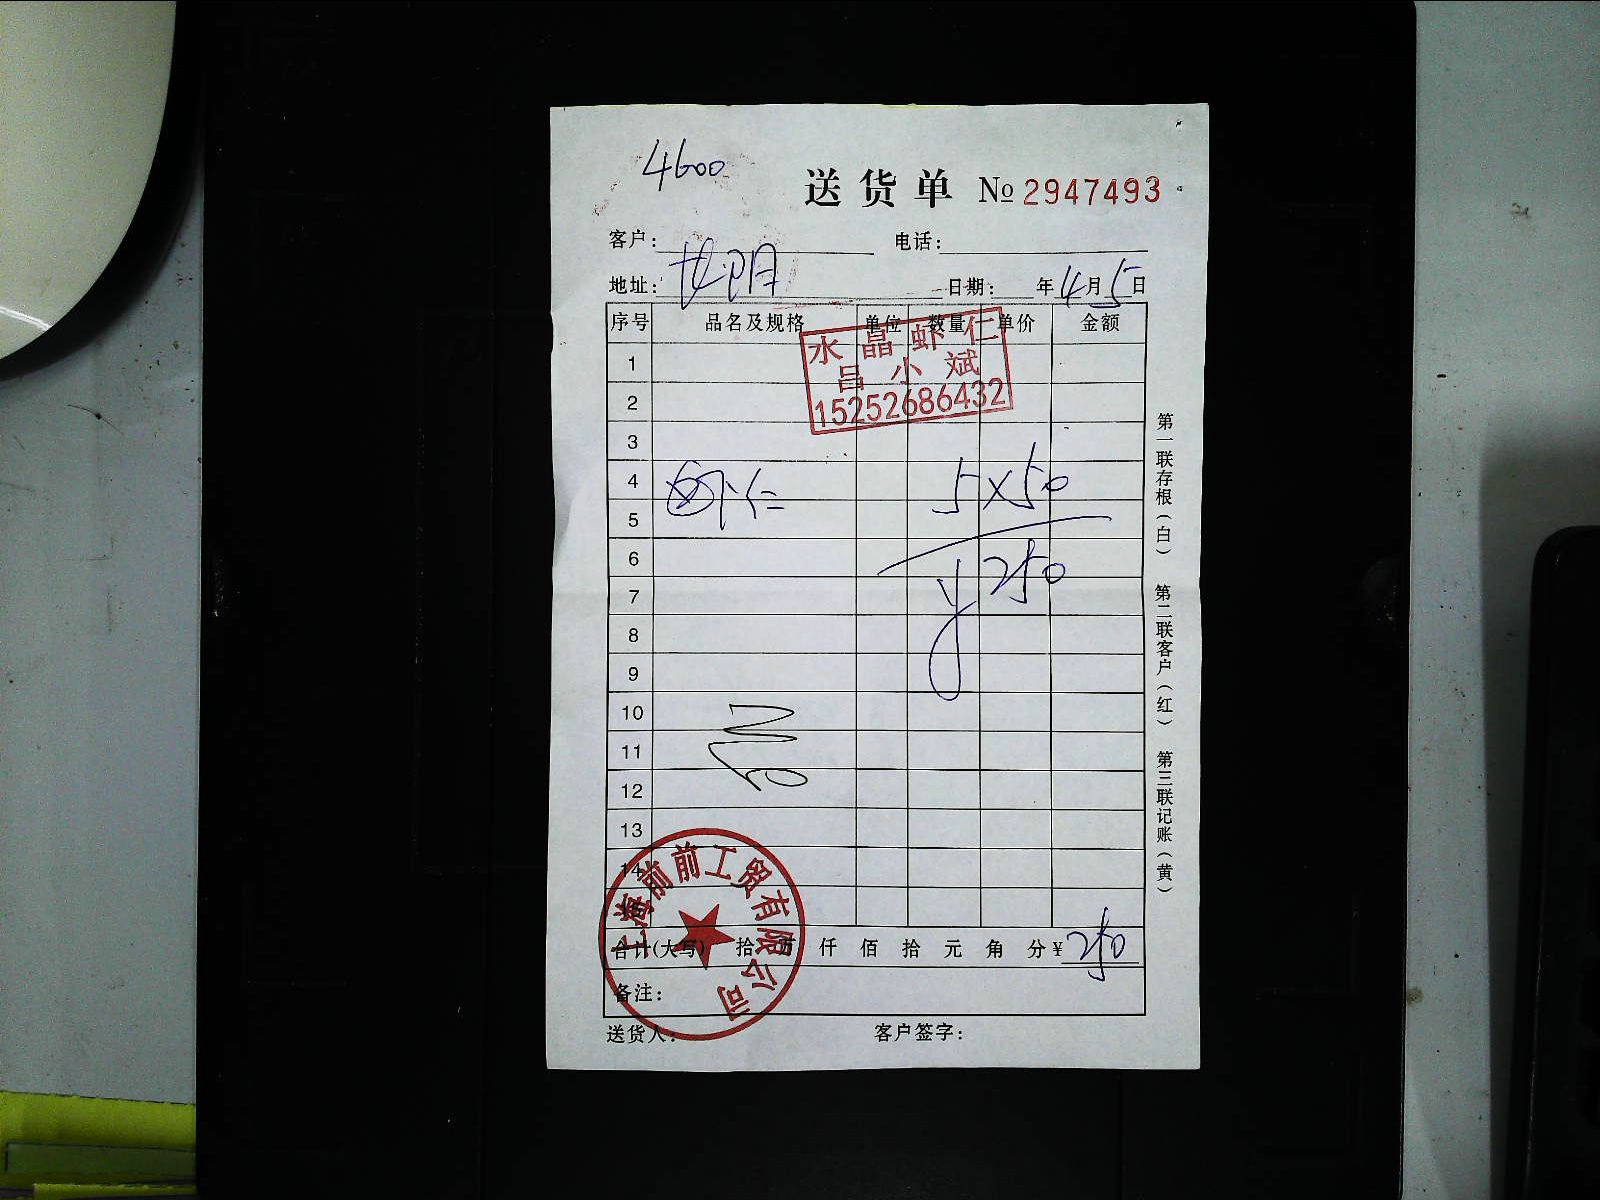 4600
送货单 № 2947493
客户: 电话:
地址: 日期: 年4月5日
序号 品名及规格 单位 数量 单价 金额
水晶虾仁
吕小斌
15252686432
1
2
3
4 虾仁 5×50
5
6 ¥250
7
8
9
10
11
12
13
14
上海前前工贸有限公司
合计(大写) 拾 万 仟 佰 拾 元 角 分¥250
备注:
送货人: 客户签字:
第一联存根(白) 第二联客户(红) 第三联记账(黄)